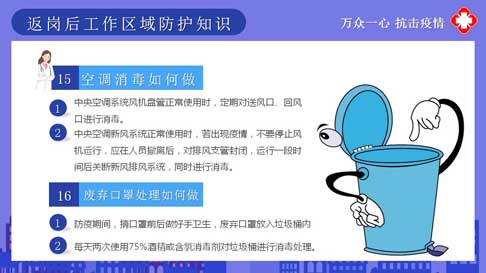 返岗后工作区域防护知识
万众一心 抗击疫情
15 空调消毒如何做
1 中央空调系统风机盘管正常使用时，定期对送风口、回风
口进行消毒。
2 中央空调新风系统正常使用时，若出现疫情，不要停止风
机运行，应在人员撤离后，对排风支管封闭，运行一段时
间后关断新风排风系统，同时进行消毒。
16 废弃口罩处理如何做
1 防疫期间，摘口罩前后做好手卫生，废弃口罩放入垃圾桶内
2 每天两次使用75%酒精或含氯消毒剂对垃圾桶进行消毒处理。